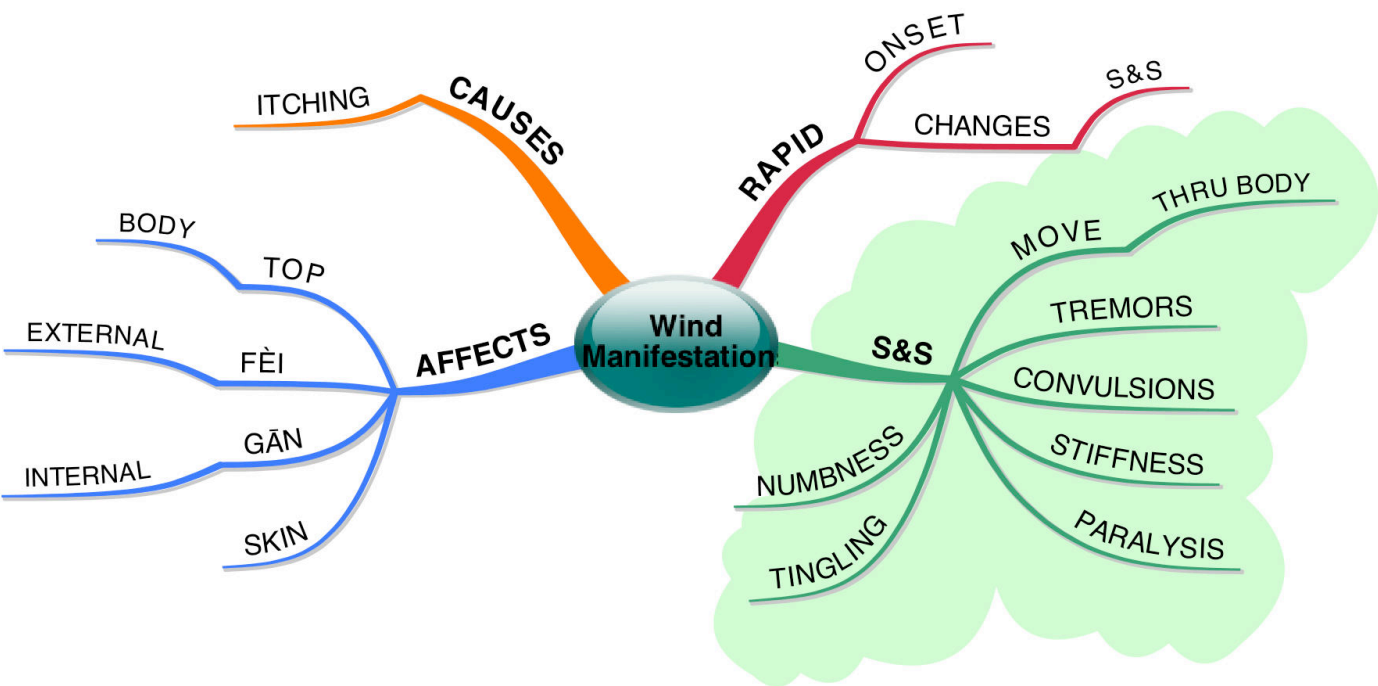 Wind
Manifestation
CAUSES
ITCHING
RAPID
ONSET
CHANGES
S&S
AFFECTS
TOP
BODY
FÈI
EXTERNAL
GĀN
INTERNAL
SKIN
S&S
MOVE
THRU BODY
TREMORS
CONVULSIONS
STIFFNESS
PARALYSIS
NUMBNESS
TINGLING